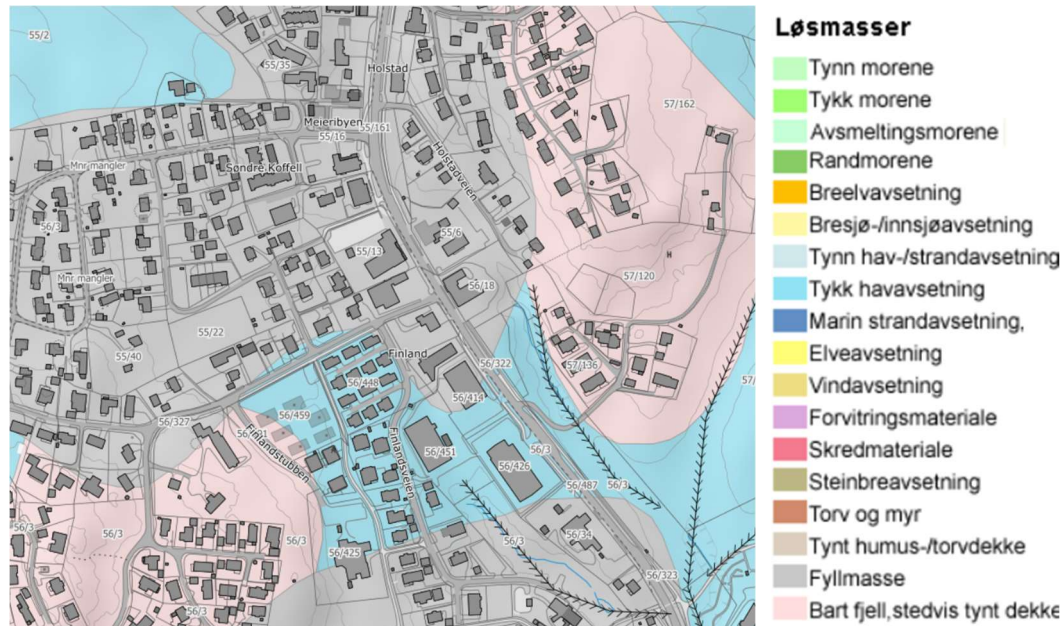 55/2
55/35
Holstad
57/162
H
Meieribyen
55/161
55/16
Mnr mangler
Søndre Koffell
Holstadveien
56/3
55/6
H
55/13
57/120
Mnr mangler
56/18
55/22
55/40
Finland
56/322
57/136
57/
56/448
56/414
56/459
56/327
Finlandstubben
Finlandsveien
56/451
56/3
56/426
56/487
56/3
56/3
56/3
56/34
56/3
56/425
56/323
56/3
Løsmasser
Tynn morene
Tykk morene
Avsmeltingsmorene
Randmorene
Breelvavsetning
Bresjø-/innsjøavsetning
Tynn hav-/strandavsetning
Tykk havavsetning
Marin strandavsetning,
Elveavsetning
Vindavsetning
Forvitringsmateriale
Skredmateriale
Steinbreavsetning
Torv og myr
Tynt humus-/torvdekke
Fyllmasse
Bart fjell,stedvis tynt dekke